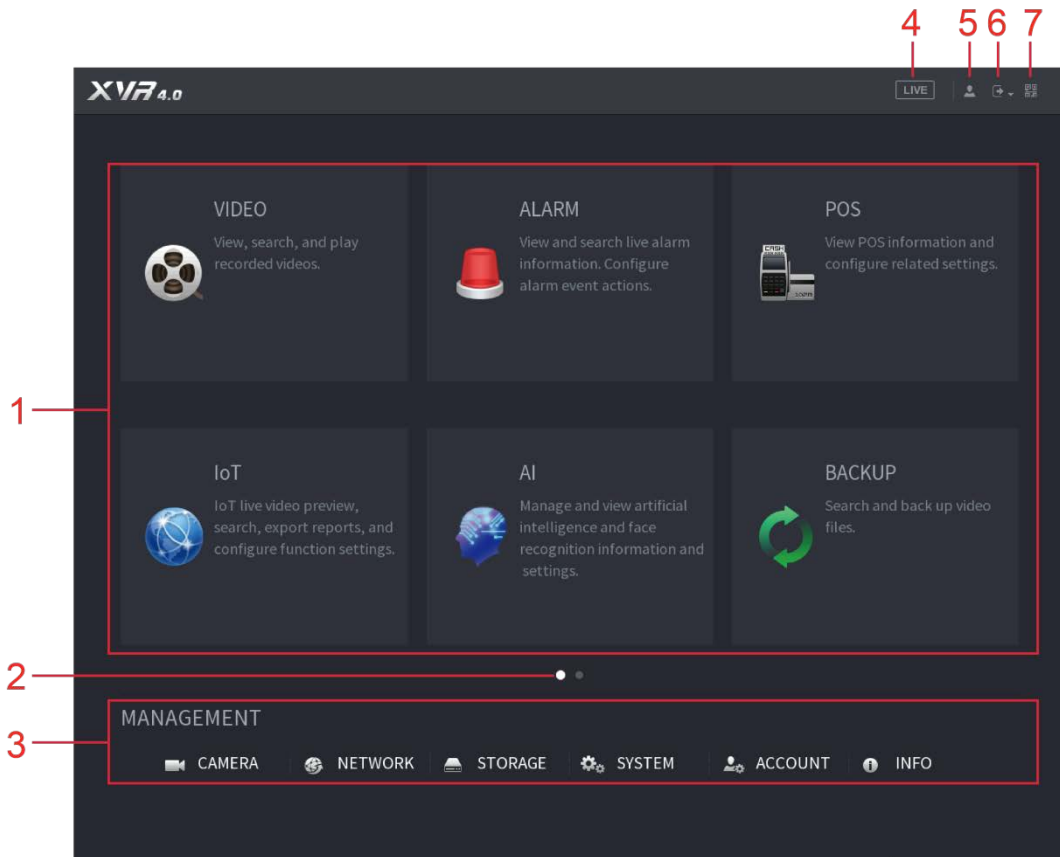 4 5 6 7
XVR 4.0
LIVE
VIDEO
View, search, and play
recorded videos.
ALARM
View and search live alarm
information. Configure
alarm event actions.
POS
View POS information and
configure related settings.
CASH
1
IoT
IoT live video preview,
search, export reports, and
configure function settings.
AI
Manage and view artificial
intelligence and face
recognition information and
settings.
BACKUP
Search and back up video
files.
2
3
MANAGEMENT
CAMERA NETWORK STORAGE SYSTEM ACCOUNT INFO